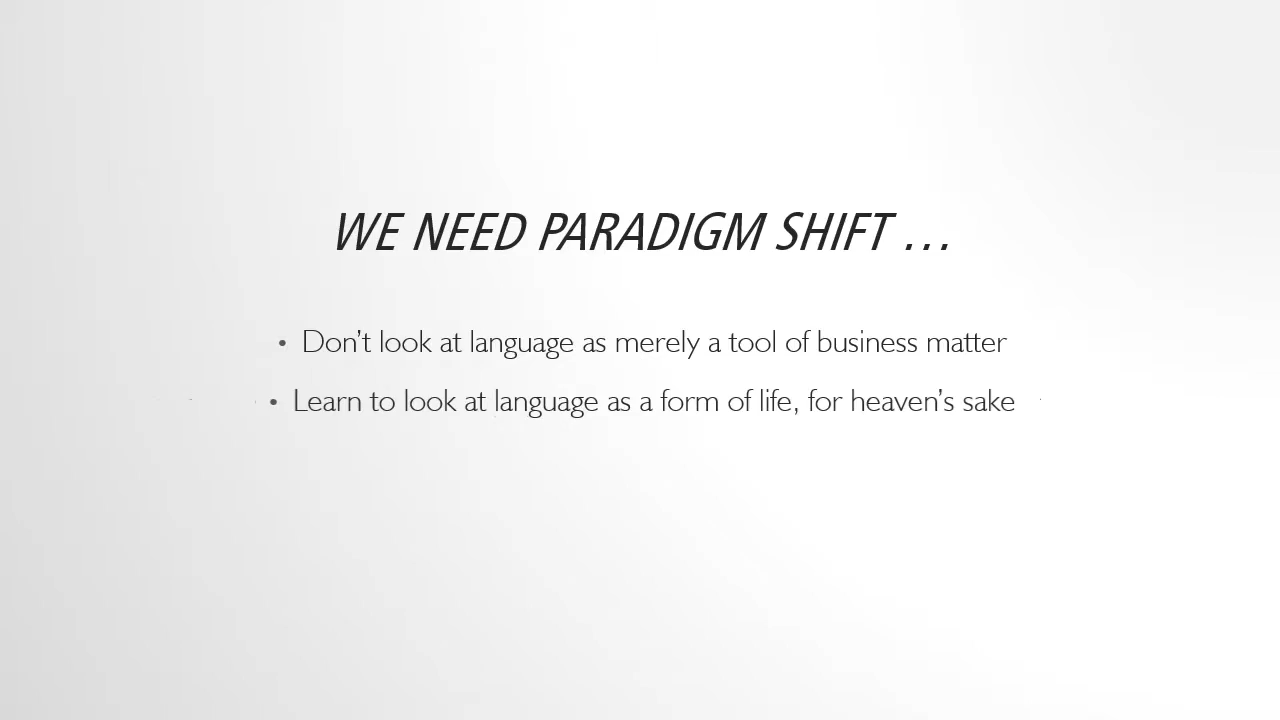 WE NEED PARADIGM SHIFT ...
• Don’t look at language as merely a tool of business matter
• Learn to look at language as a form of life, for heaven’s sake